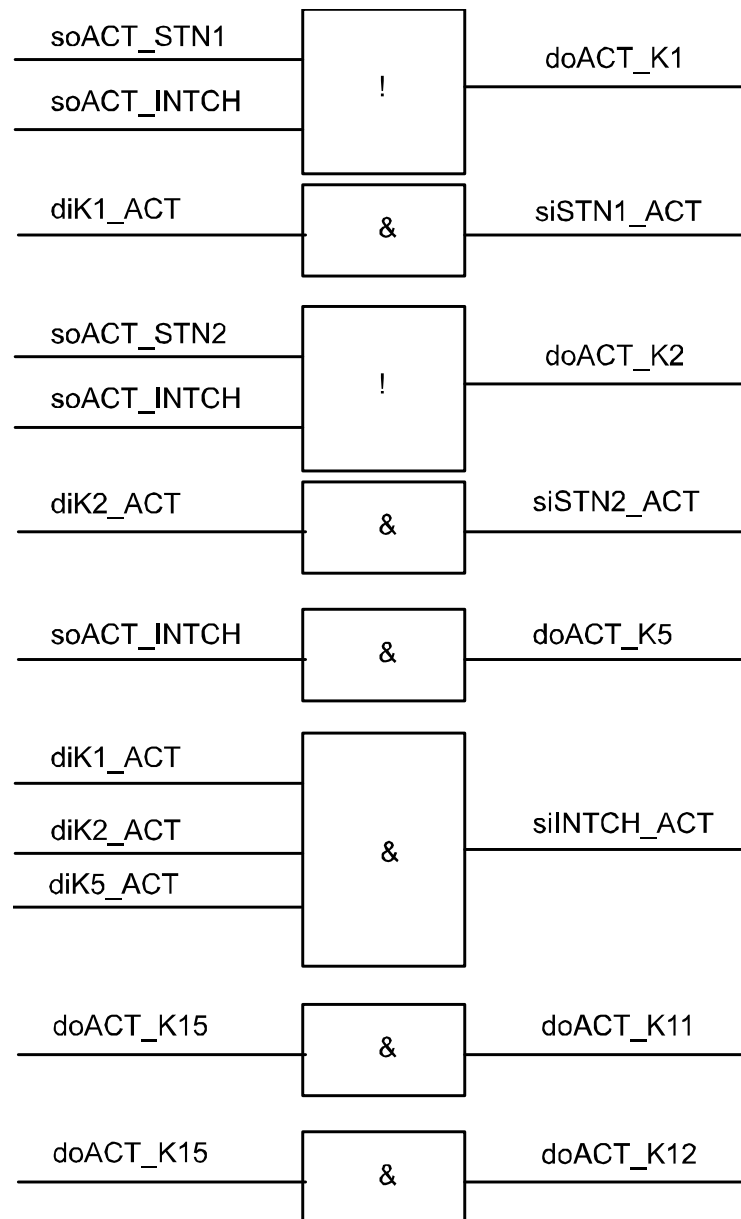 soACT_STN1
doACT_K1
!
soACT_INTCH
diK1_ACT
&
siSTN1_ACT
soACT_STN2
doACT_K2
!
soACT_INTCH
diK2_ACT
&
siSTN2_ACT
soACT_INTCH
&
doACT_K5
diK1_ACT
diK2_ACT
&
siINTCH_ACT
diK5_ACT
doACT_K15
&
doACT_K11
doACT_K15
&
doACT_K12